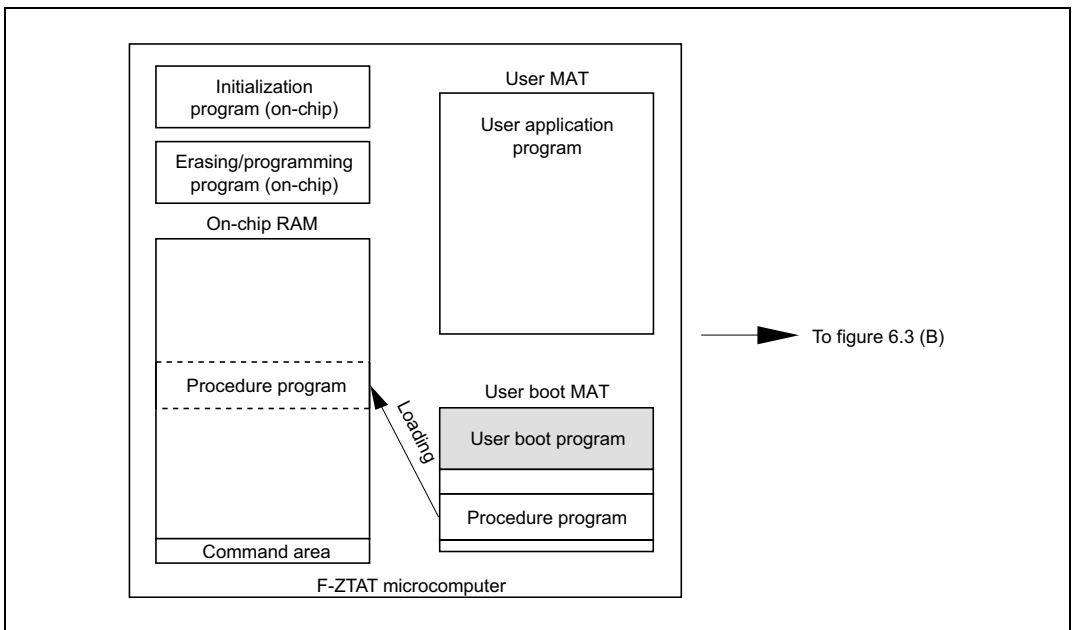 Initialization
program (on-chip)
Erasing/programming
program (on-chip)
On-chip RAM
Procedure program
Command area
User MAT
User application
program
User boot MAT
User boot program
Procedure program
Loading
F-ZTAT microcomputer
To figure 6.3 (B)